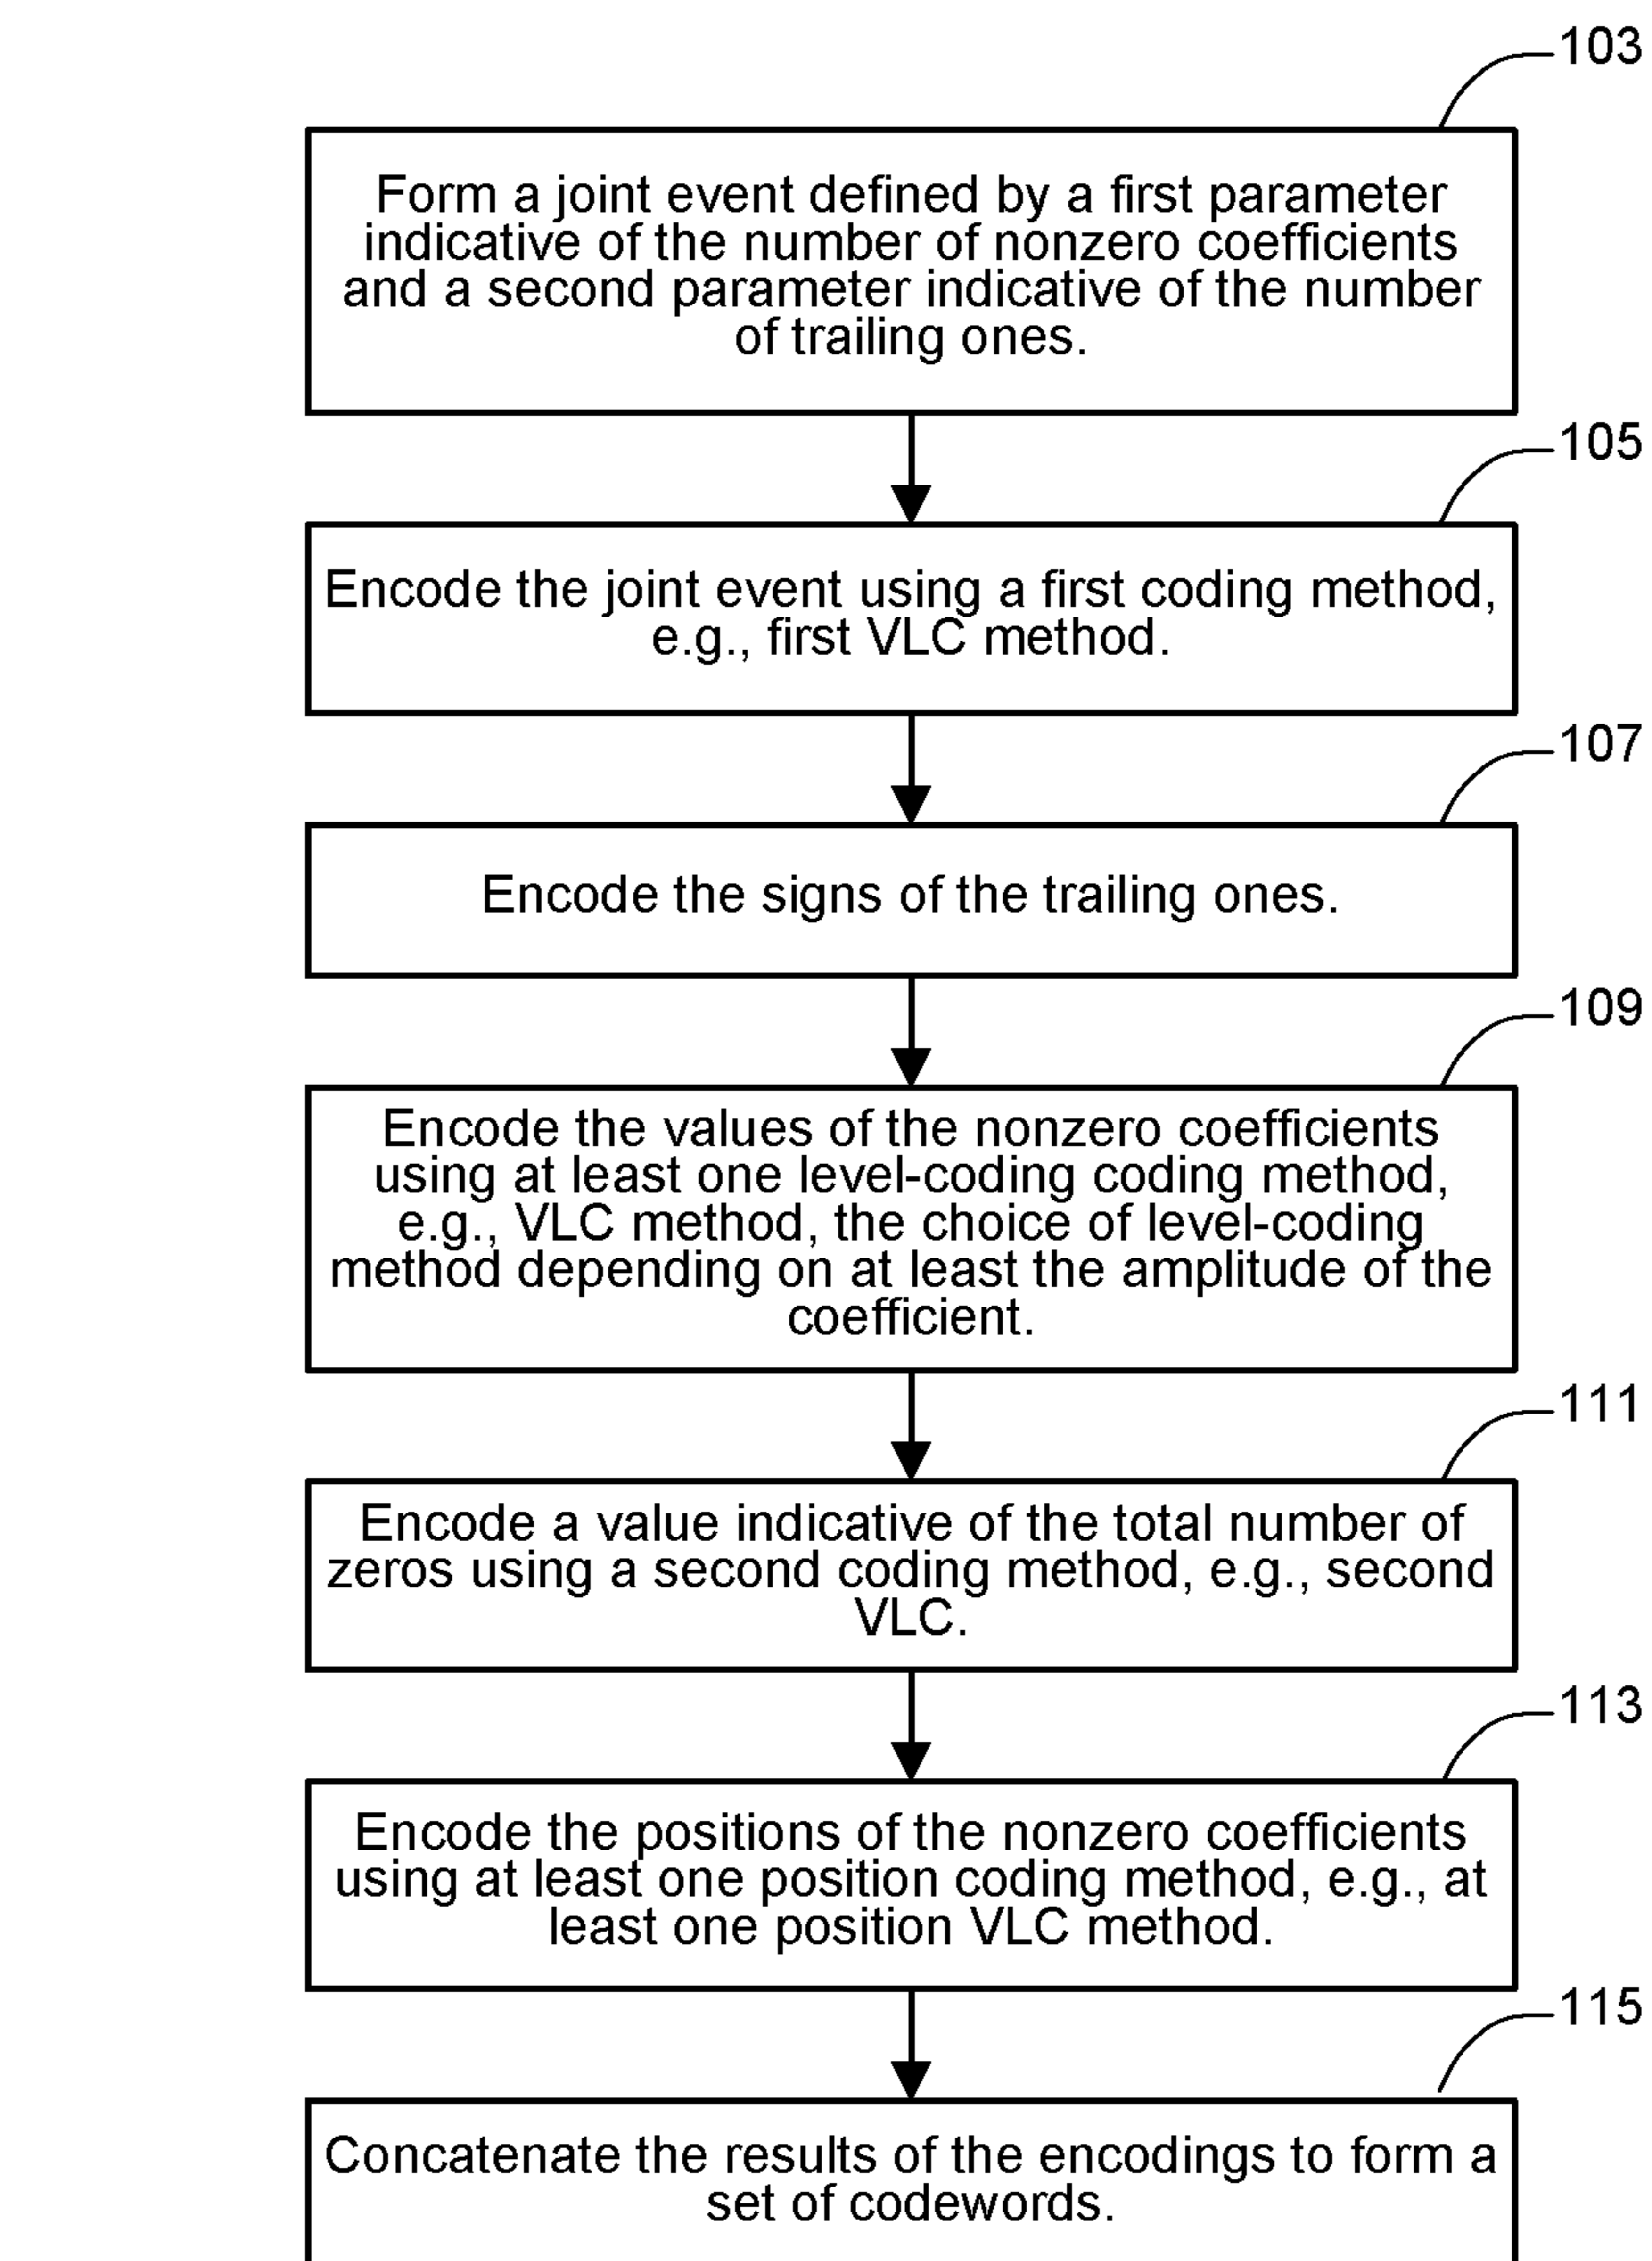 103
Form a joint event defined by a first parameter
indicative of the number of nonzero coefficients
and a second parameter indicative of the number
of trailing ones.
105
Encode the joint event using a first coding method,
e.g., first VLC method.
107
Encode the signs of the trailing ones.
109
Encode the values of the nonzero coefficients
using at least one level-coding coding method,
e.g., VLC method, the choice of level-coding
method depending on at least the amplitude of the
coefficient.
111
Encode a value indicative of the total number of
zeros using a second coding method, e.g., second
VLC.
113
Encode the positions of the nonzero coefficients
using at least one position coding method, e.g., at
least one position VLC method.
115
Concatenate the results of the encodings to form a
set of codewords.